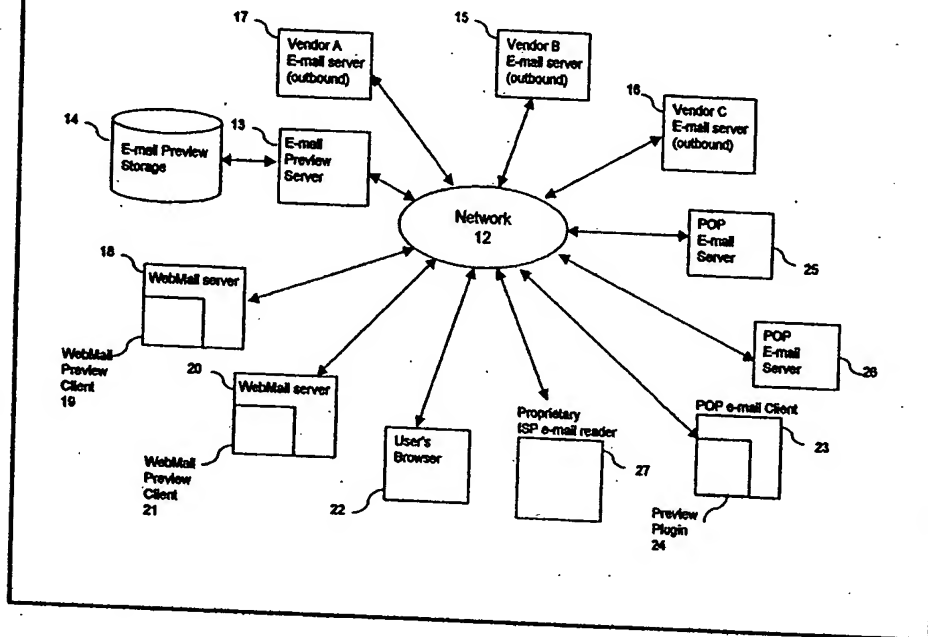 17
Vendor A
E-mail server
(outbound)
15
Vendor B
E-mail server
(outbound)
16
Vendor C
E-mail server
(outbound)
14
E-mail Preview
Storage
13
E-mail
Preview
Server
Network
12
POP
E-mail
Server
25
18
WebMail server
WebMail
Preview
Client
19
20
WebMail server
WebMail
Preview
Client
21
User's
Browser
22
Proprietary
ISP e-mail reader
27
POP
E-mail
Server
26
POP e-mail Client
23
Preview
Plugin
24